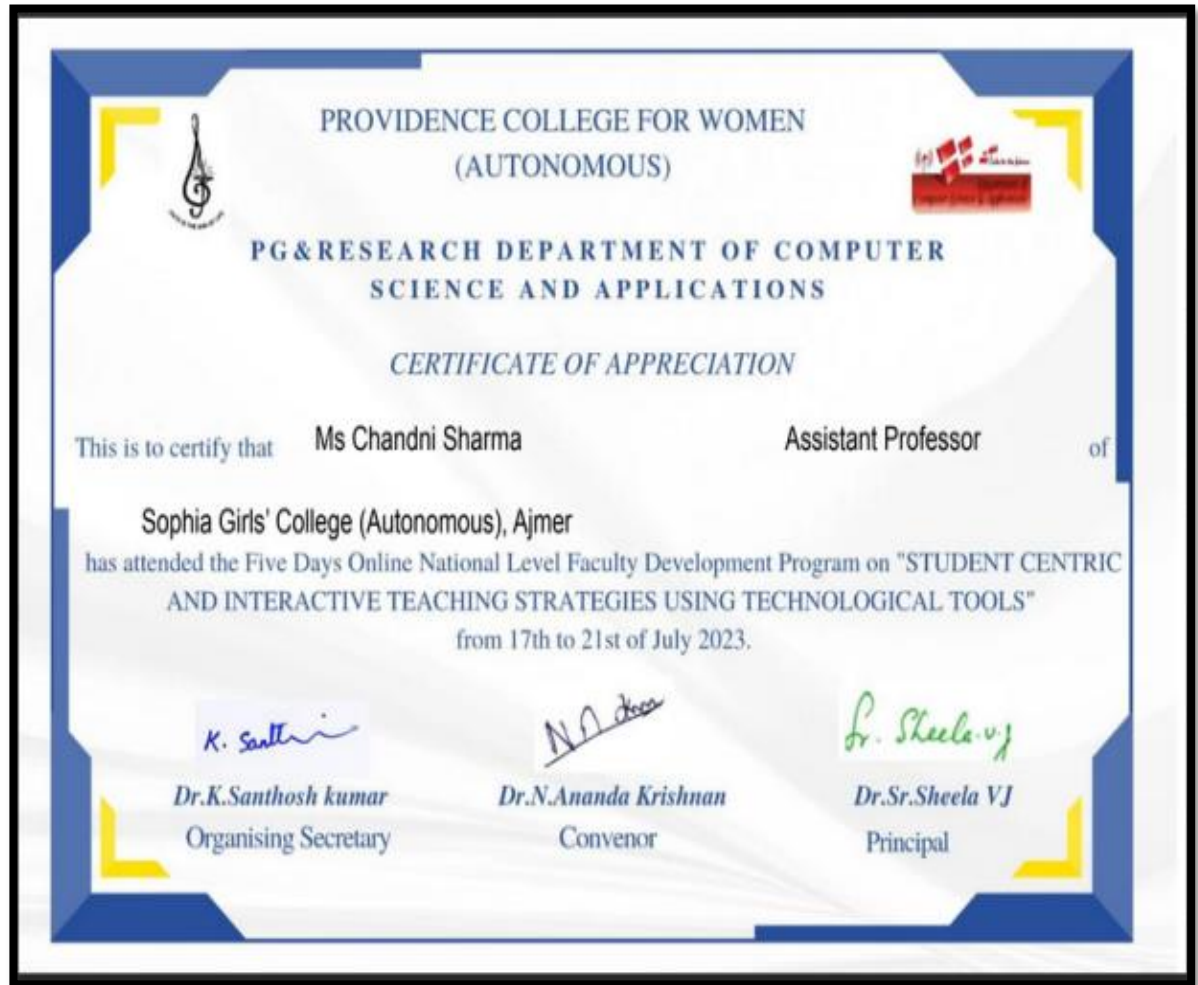 PROVIDENCE COLLEGE FOR WOMEN
(AUTONOMOUS)
PG&RESEARCH DEPARTMENT OF COMPUTER
SCIENCE AND APPLICATIONS
CERTIFICATE OF APPRECIATION
This is to certify that Ms Chandni Sharma Assistant Professor of
Sophia Girls' College (Autonomous), Ajmer
has attended the Five Days Online National Level Faculty Development Program on "STUDENT CENTRIC
AND INTERACTIVE TEACHING STRATEGIES USING TECHNOLOGICAL TOOLS"
from 17th to 21st of July 2023.
K. Santh
Sr. Sheela.v.j
Dr.K.Santhosh kumar Dr.N.Ananda Krishnan Dr.Sr.Sheela VJ
Organising Secretary Convenor Principal